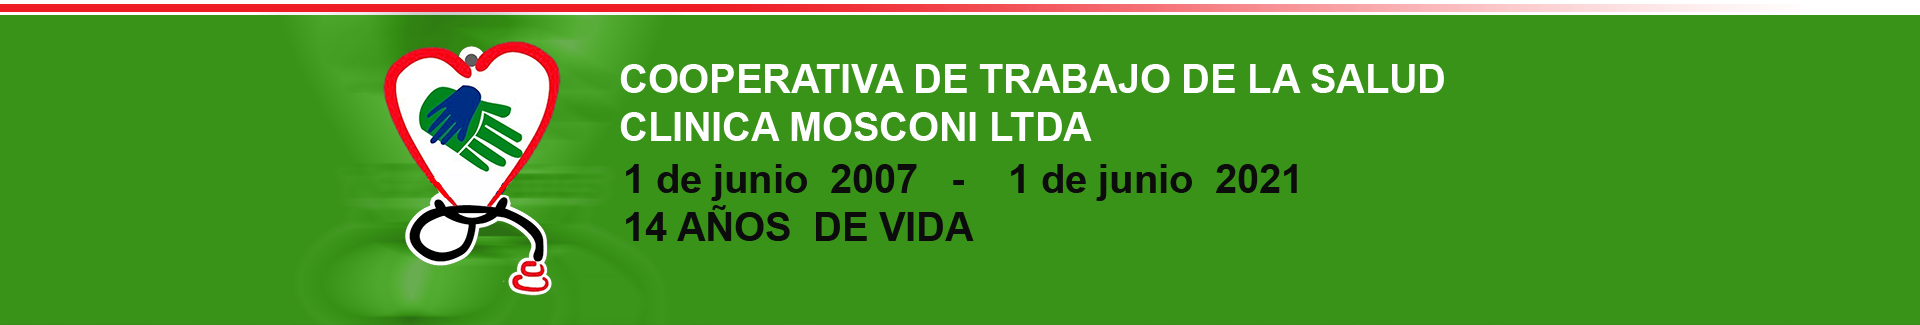 COOPERATIVA DE TRABAJO DE LA SALUD
CLINICA MOSCONI LTDA
1 de junio 2007 - 1 de junio 2021
14 AÑOS DE VIDA